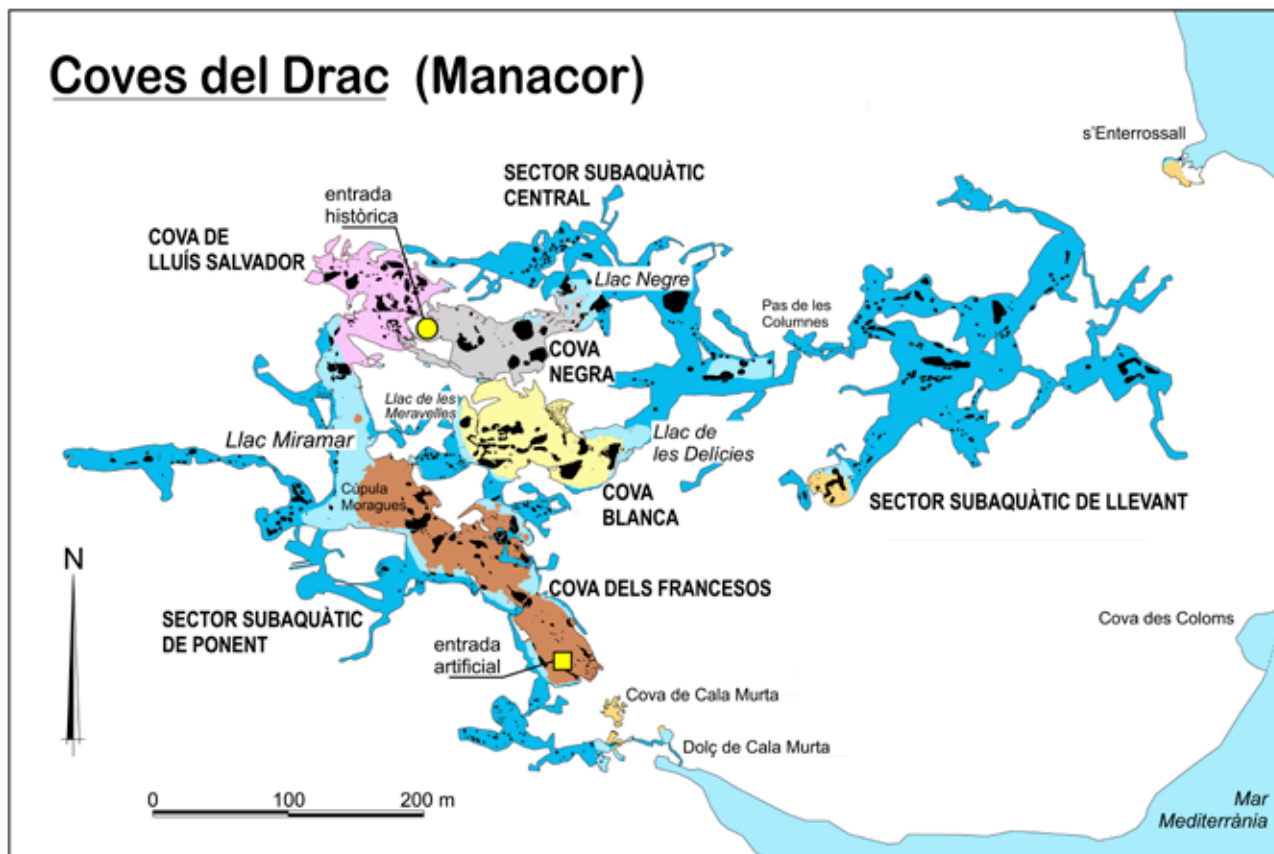 Coves del Drac (Manacor)
s'Enterrossall
SECTOR SUBAQUÀTIC
CENTRAL
entrada
històrica
COVA DE
LLUÍS SALVADOR
Llac Negre
Pas de les
Columnes
COVA
NEGRA
Llac de les
Meravelles
Llac Miramar
Llac de
les Delícies
Cúpula
Moragues
COVA
BLANCA
SECTOR SUBAQUÀTIC DE LLEVANT
N
COVA DELS FRANCESOS
SECTOR SUBAQUÀTIC
DE PONENT
Cova des Coloms
entrada
artificial
Cova de Cala Murta
Dolç de Cala Murta
0 100 200 m
Mar
Mediterrània